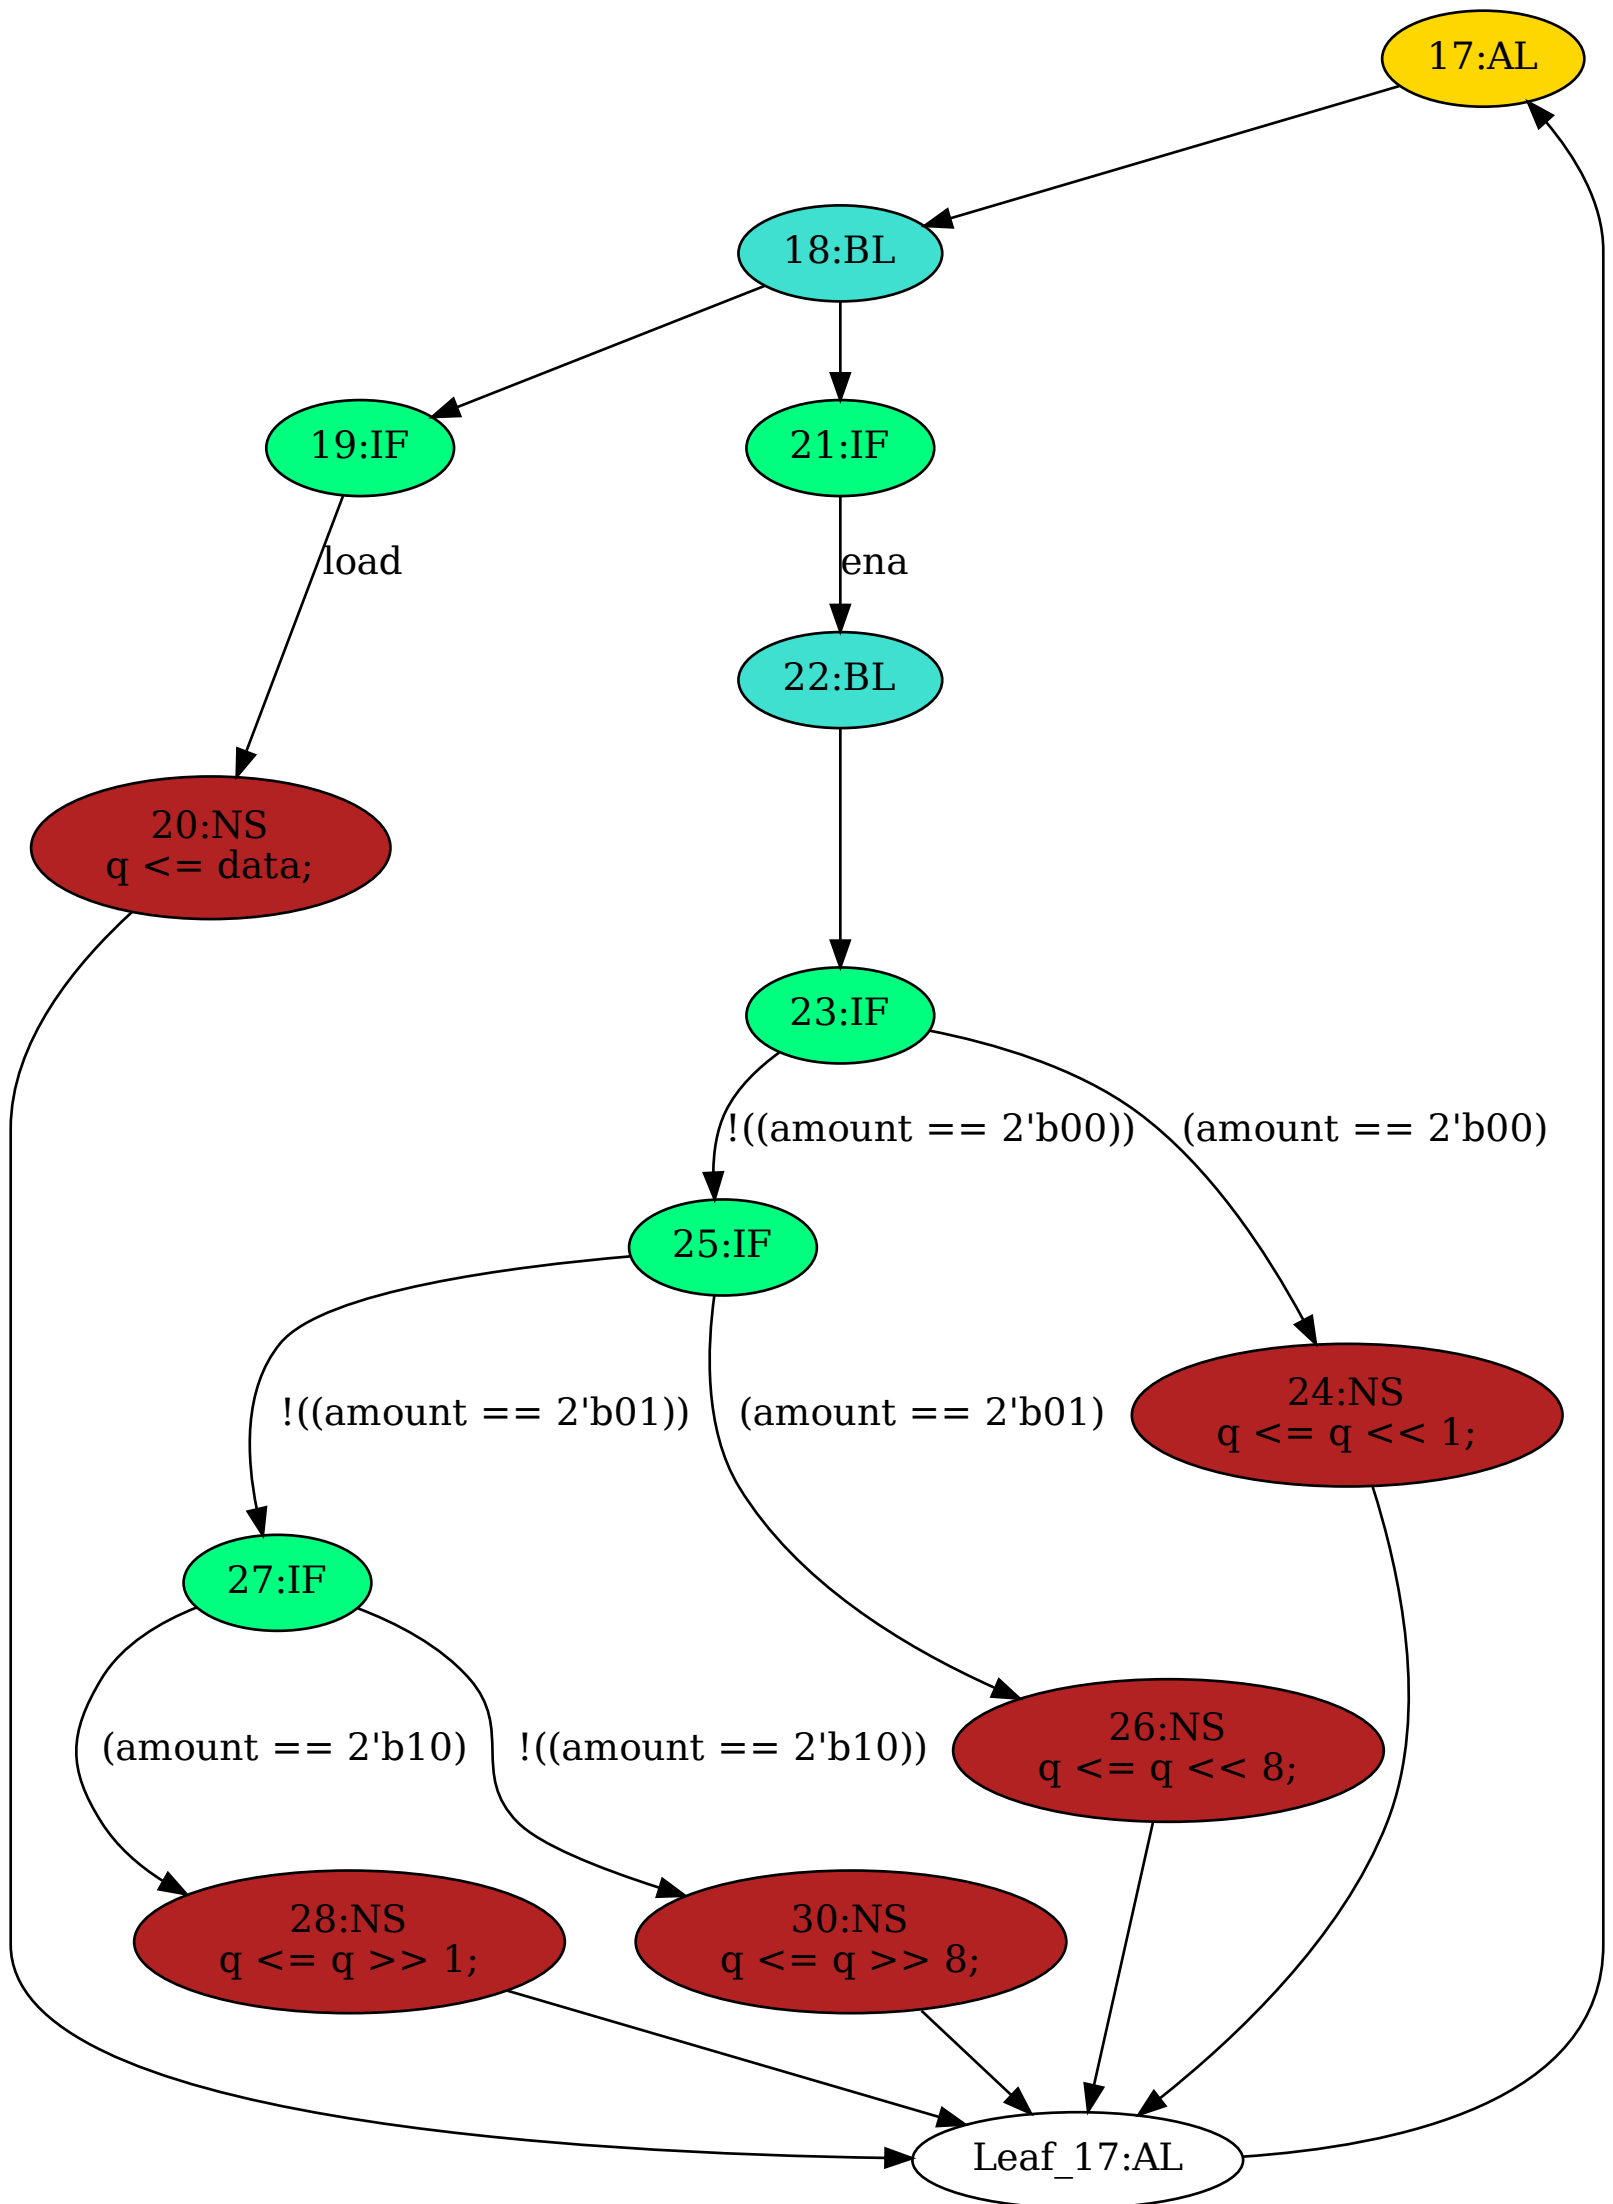 17:AL
18:BL
19:IF
21:IF
load
ena
22:BL
20:NS
q <= data;
23:IF
!((amount == 2'b00))
(amount == 2'b00)
25:IF
!((amount == 2'b01))
(amount == 2'b01)
24:NS
q <= q << 1;
27:IF
(amount == 2'b10)
!((amount == 2'b10))
26:NS
q <= q << 8;
28:NS
q <= q >> 1;
30:NS
q <= q >> 8;
Leaf_17:AL